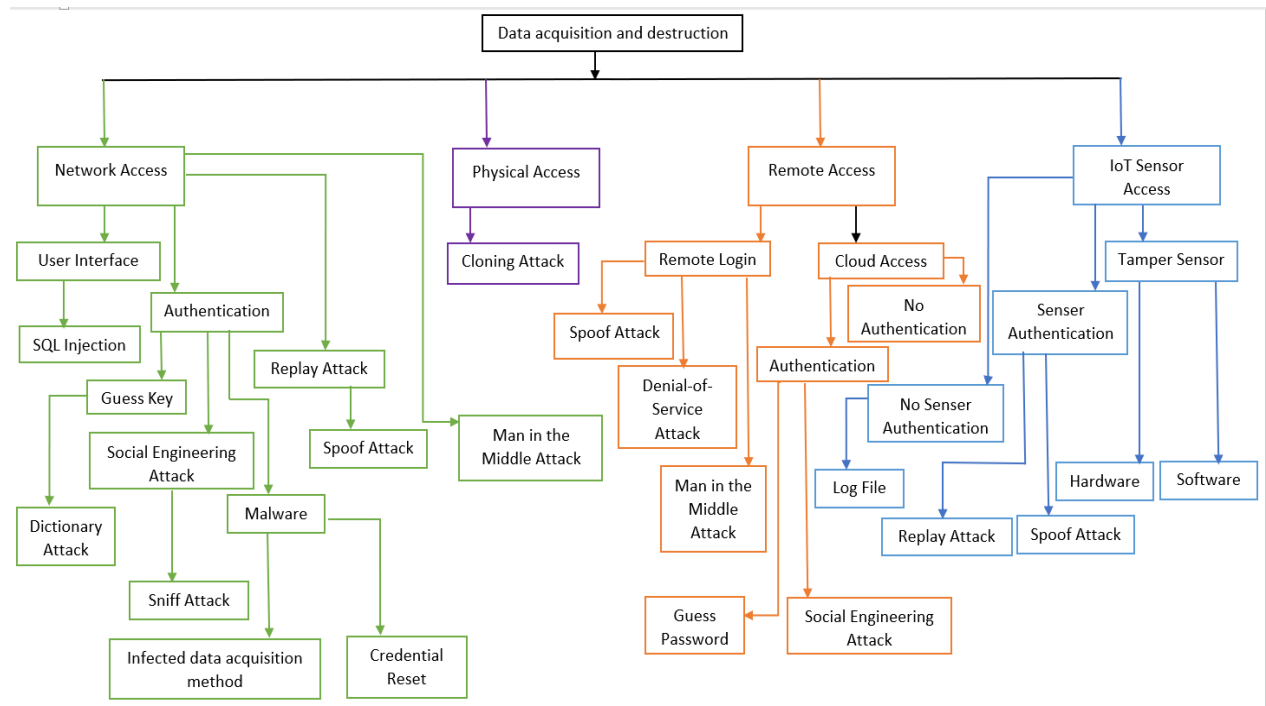 Data acquisition and destruction
Network Access
Physical Access
Remote Access
IoT Sensor
Access
User Interface
Cloning Attack
Remote Login
Cloud Access
Tamper Sensor
Authentication
No
Authentication
Senser
Authentication
SQL Injection
Spoof Attack
Replay Attack
Authentication
Guess Key
Denial-of-
Service
Attack
No Senser
Authentication
Social Engineering
Attack
Spoof Attack
Man in the
Middle Attack
Man in the
Middle
Attack
Log File
Hardware
Software
Dictionary
Attack
Malware
Replay Attack
Spoof Attack
Sniff Attack
Guess
Password
Social Engineering
Attack
Infected data acquisition
method
Credential
Reset